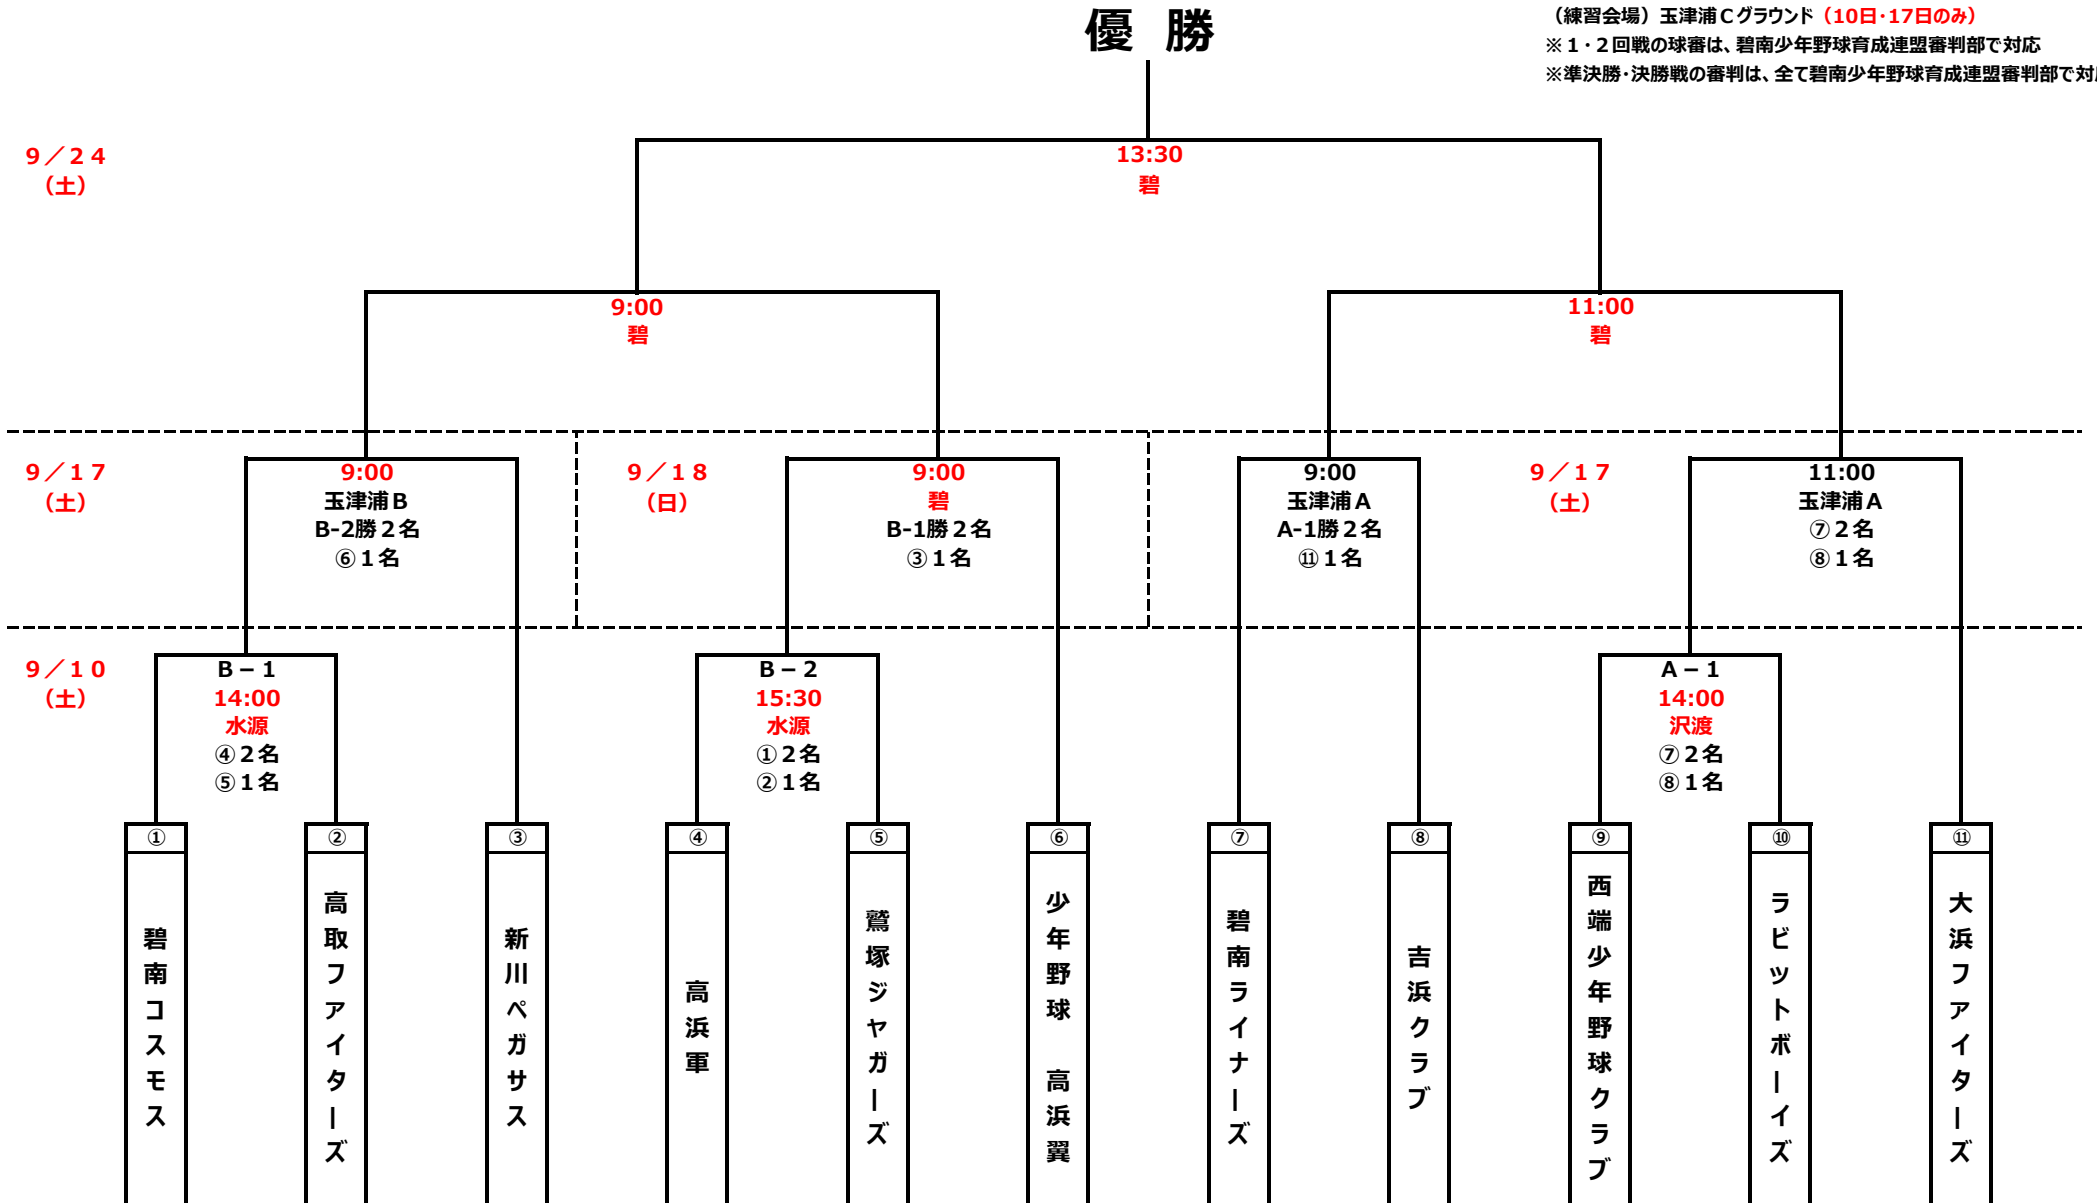 優 勝
（練習会場）玉津浦Ｃグラウンド（10日・17日のみ）
※１・２回戦の球審は、碧南少年野球育成連盟審判部で対応
※準決勝・決勝戦の審判は、全て碧南少年野球育成連盟審判部で対
９／２４
（土）
13:30
碧
9:00
碧
11:00
碧
９／１７
（土）
9:00
玉津浦Ｂ
B-2勝２名
⑥１名
９／１８
（日）
9:00
碧
B-1勝２名
③１名
9:00
玉津浦Ａ
A-1勝２名
⑪１名
９／１７
（土）
11:00
玉津浦Ａ
⑦２名
⑧１名
９／１０
（土）
Ｂ－１
14:00
水源
④２名
⑤１名
Ｂ－２
15:30
水源
①２名
②１名
Ａ－１
14:00
沢渡
⑦２名
⑧１名
①
碧南コスモス
②
高取ファイターズ
③
新川ペガサス
④
高浜軍
⑤
鷲塚ジヤガーズ
⑥
少年野球　高浜翼
⑦
碧南ライナーズ
⑧
吉浜クラブ
⑨
西端少年野球クラブ
⑩
ラビットボーイズ
⑪
大浜ファイターズ